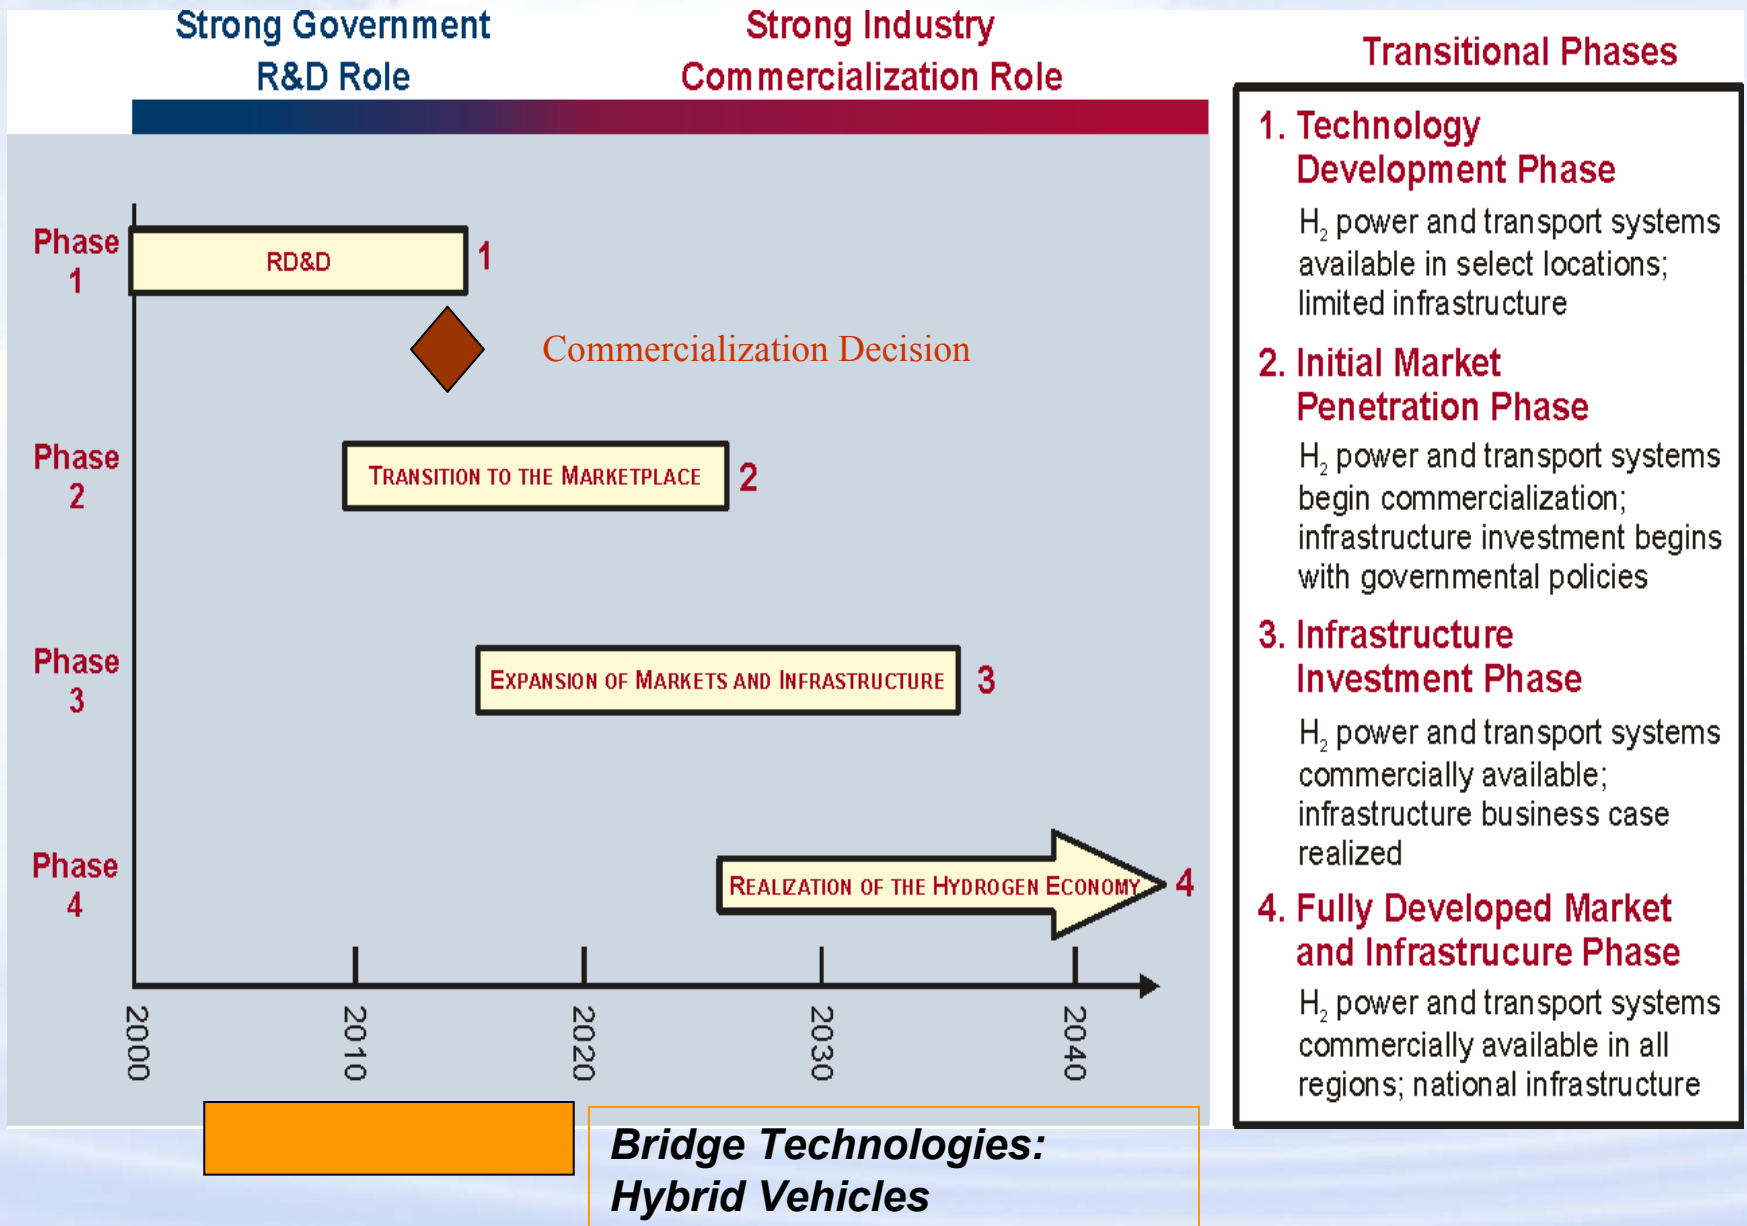 Strong Government
R&D Role
Strong Industry
Commercialization Role
Phase
1
RD&D
1
Commercialization Decision
Phase
2
TRANSITION TO THE MARKETPLACE
2
Phase
3
EXPANSION OF MARKETS AND INFRASTRUCTURE
3
Phase
4
REALIZATION OF THE HYDROGEN ECONOMY
4
2000
2010
2020
2030
2040
Bridge Technologies:
Hybrid Vehicles
Transitional Phases
1. Technology
Development Phase
H₂ power and transport systems
available in select locations;
limited infrastructure
2. Initial Market
Penetration Phase
H₂ power and transport systems
begin commercialization;
infrastructure investment begins
with governmental policies
3. Infrastructure
Investment Phase
H₂ power and transport systems
commercially available;
infrastructure business case
realized
4. Fully Developed Market
and Infrastrucure Phase
H₂ power and transport systems
commercially available in all
regions; national infrastructure